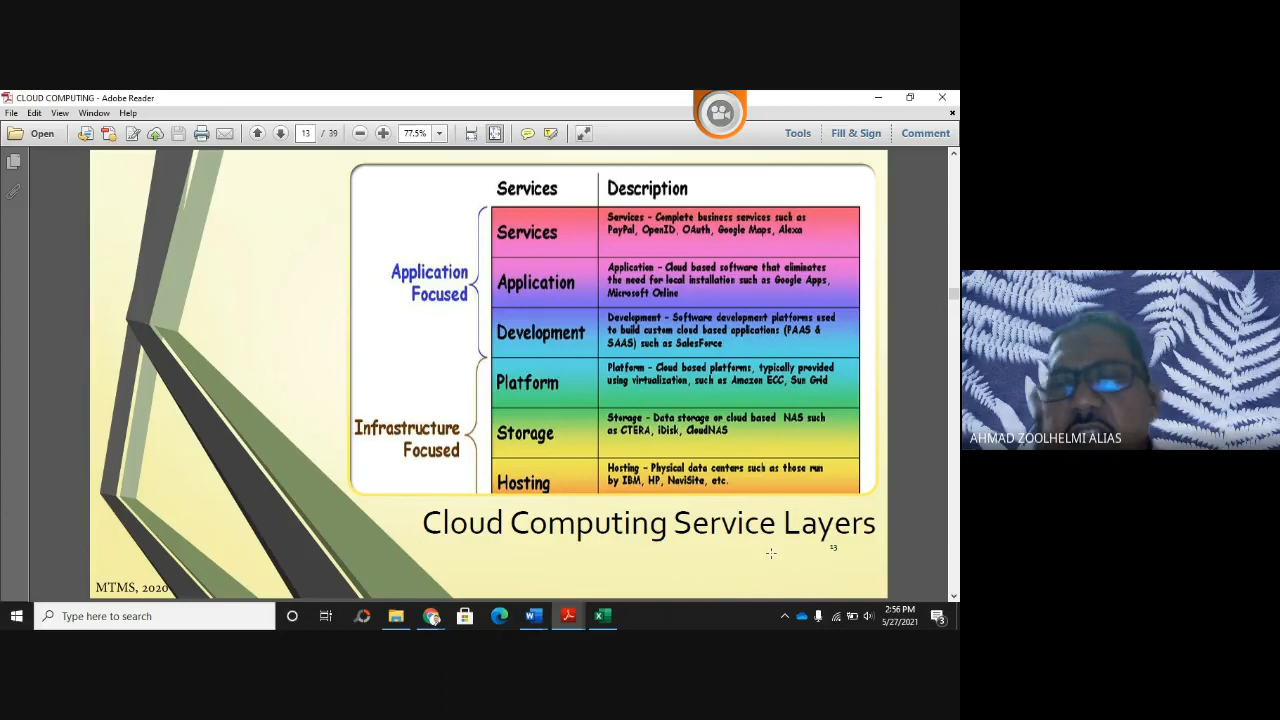 CLOUD COMPUTING - Adobe Reader
File Edit View Window Help
Open 13 / 39 77.5% Tools Fill & Sign Comment
Services Description
Application
Focused
Services
Services - Complete business services such as
PayPal, OpenID, OAuth, Google Maps, Alexa
Application
Application - Cloud based software that eliminates
the need for local installation such as Google Apps,
Microsoft Online
Development
Development - Software development platforms used
to build custom cloud based applications (PAAS &
SAAS) such as SalesForce
Infrastructure
Focused
Platform
Platform - Cloud based platforms, typically provided
using virtualization, such as Amazon ECC, Sun Grid
Storage
Storage - Data storage or cloud based NAS such
as CTERA, iDisk, CloudNAS
Hosting
Hosting - Physical data centers such as those run
by IBM, HP, NaviSite, etc.
Cloud Computing Service Layers
13
MTMS, 2020
AHMAD ZOOLHELMI ALIAS
Type here to search
2:56 PM
5/27/2021
3